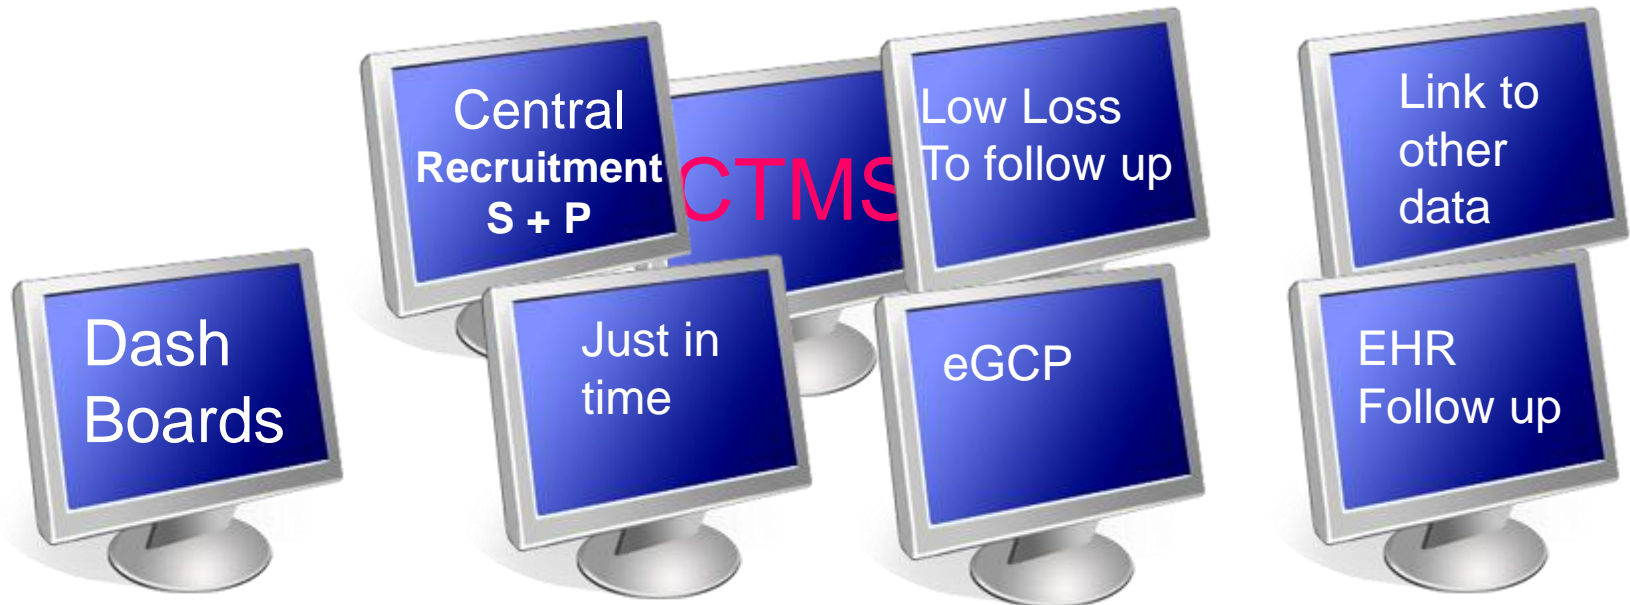 Central
Recruitment
S + P
CTMS
Low Loss
To follow up
Link to
other
data
Dash
Boards
Just in
time
eGCP
EHR
Follow up